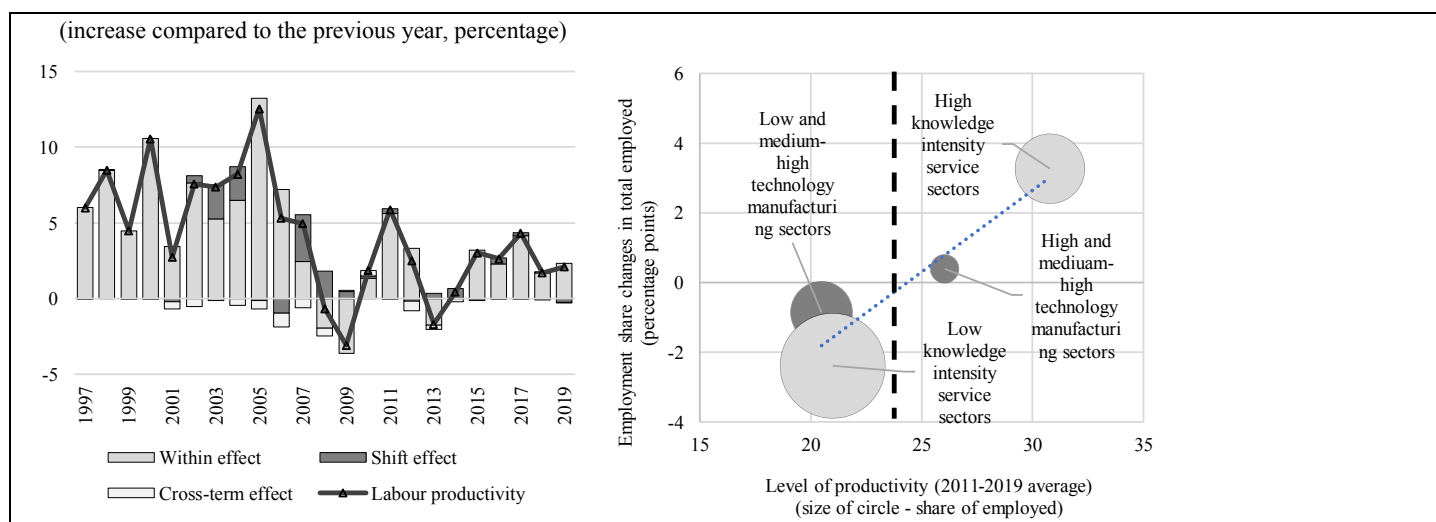 (increase compared to the previous year, percentage)
15
10
5
0
-5
1997
1999
2001
2003
2005
2007
2009
2011
2013
2015
2017
2019
Within effect
Shift effect
Cross-term effect
Labour productivity
Employment share changes in total employed
(percentage points)
6
4
2
0
-2
-4
15
20
25
30
35
Low and
medium-
high
technology
manufacturi
ng sectors
High
knowledge
intensity
service
sectors
High and
mediuam-
high
technology
manufacturi
ng sectors
Low
knowledge
intensity
service
sectors
Level of productivity (2011-2019 average)
(size of circle - share of employed)